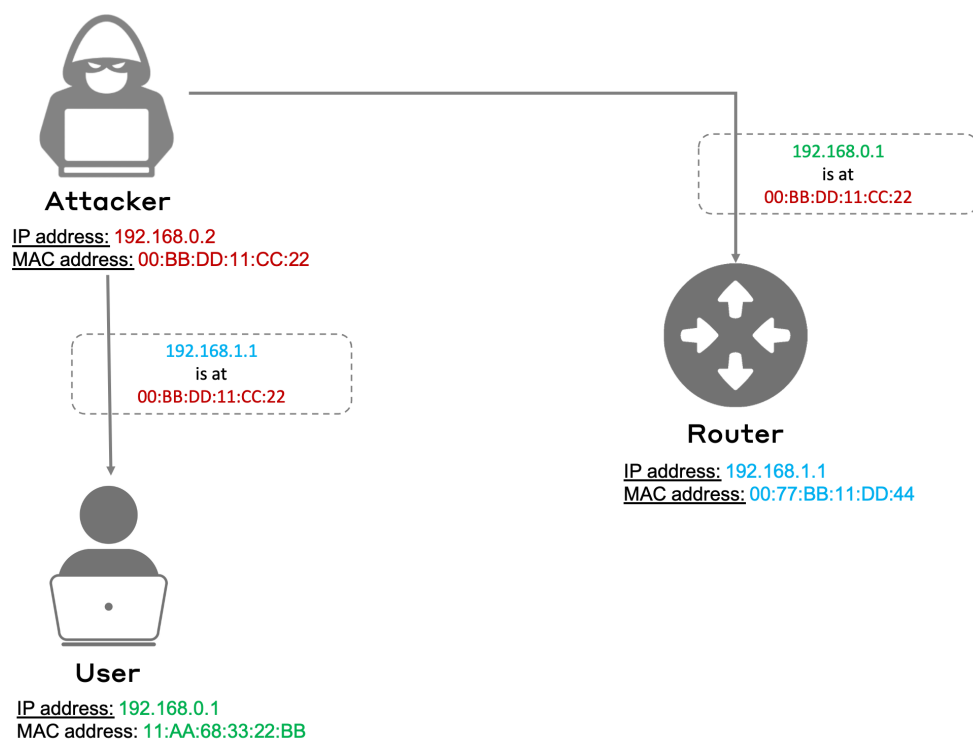 192.168.0.1
is at
00:BB:DD:11:CC:22
Attacker
IP address: 192.168.0.2
MAC address: 00:BB:DD:11:CC:22
192.168.1.1
is at
00:BB:DD:11:CC:22
Router
IP address: 192.168.1.1
MAC address: 00:77:BB:11:DD:44
User
IP address: 192.168.0.1
MAC address: 11:AA:68:33:22:BB